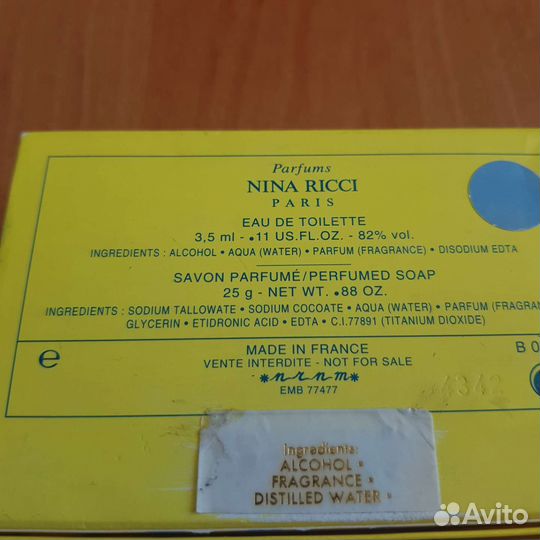 Parfums
NINA RICCI
PARIS
EAU DE TOILETTE
3,5 ml - .11 US.FL.OZ. - 82% vol.
INGREDIENTS : ALCOHOL • AQUA (WATER) • PARFUM (FRAGRANCE) • DISODIUM EDTA
SAVON PARFUMÉ/PERFUMED SOAP
25 g - NET WT. .88 OZ.
INGREDIENTS : SODIUM TALLOWATE • SODIUM COCOATE • AQUA (WATER) • PARFUM (FRAGRAN
GLYCERIN • ETIDRONIC ACID • EDTA • C.I.77891 (TITANIUM DIOXIDE)
e
MADE IN FRANCE
B 0
VENTE INTERDITE - NOT FOR SALE
*nrnm*
EMB 77477
Ingredients:
ALCOHOL •
FRAGRANCE •
DISTILLED WATER •
Avito